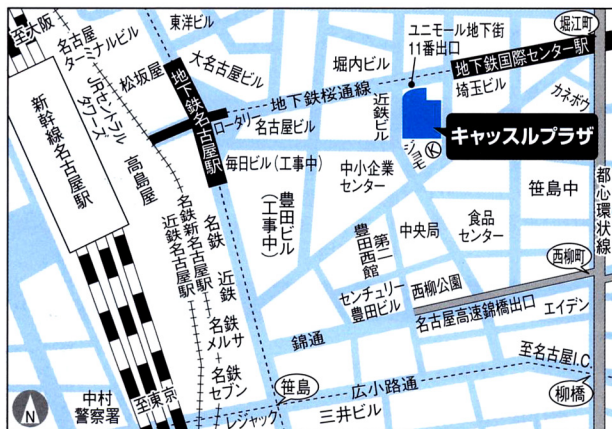 至大阪
名古屋
ターミナルビル
東洋ビル
ユニモール地下街
11番出口
堀江町
松坂屋
大名古屋ビル
堀内ビル
地下鉄国際センター駅
JRセントラル
タワーズ
地下鉄名古屋駅
地下鉄桜通線
埼玉ビル
カネボウ
新幹線名古屋駅
ロータリー
名古屋ビル
近鉄ビル
キャッスルプラザ
高島屋
毎日ビル(工事中)
中小企業
センター
ジョモ
K
都心環状線
笹島中
豊田ビル
(工事中)
名鉄
名鉄新名古屋駅
近鉄名古屋駅
近鉄
第二
豊田西館
中央局
食品
センター
西柳町
センチュリー
豊田ビル
西柳公園
名古屋高速錦橋出口
エイデン
名鉄
メルサ
錦通
至名古屋I.C.
名鉄
セブン
笹島
広小路通
柳橋
N
中村
警察署
至東京
レジャック
三井ビル